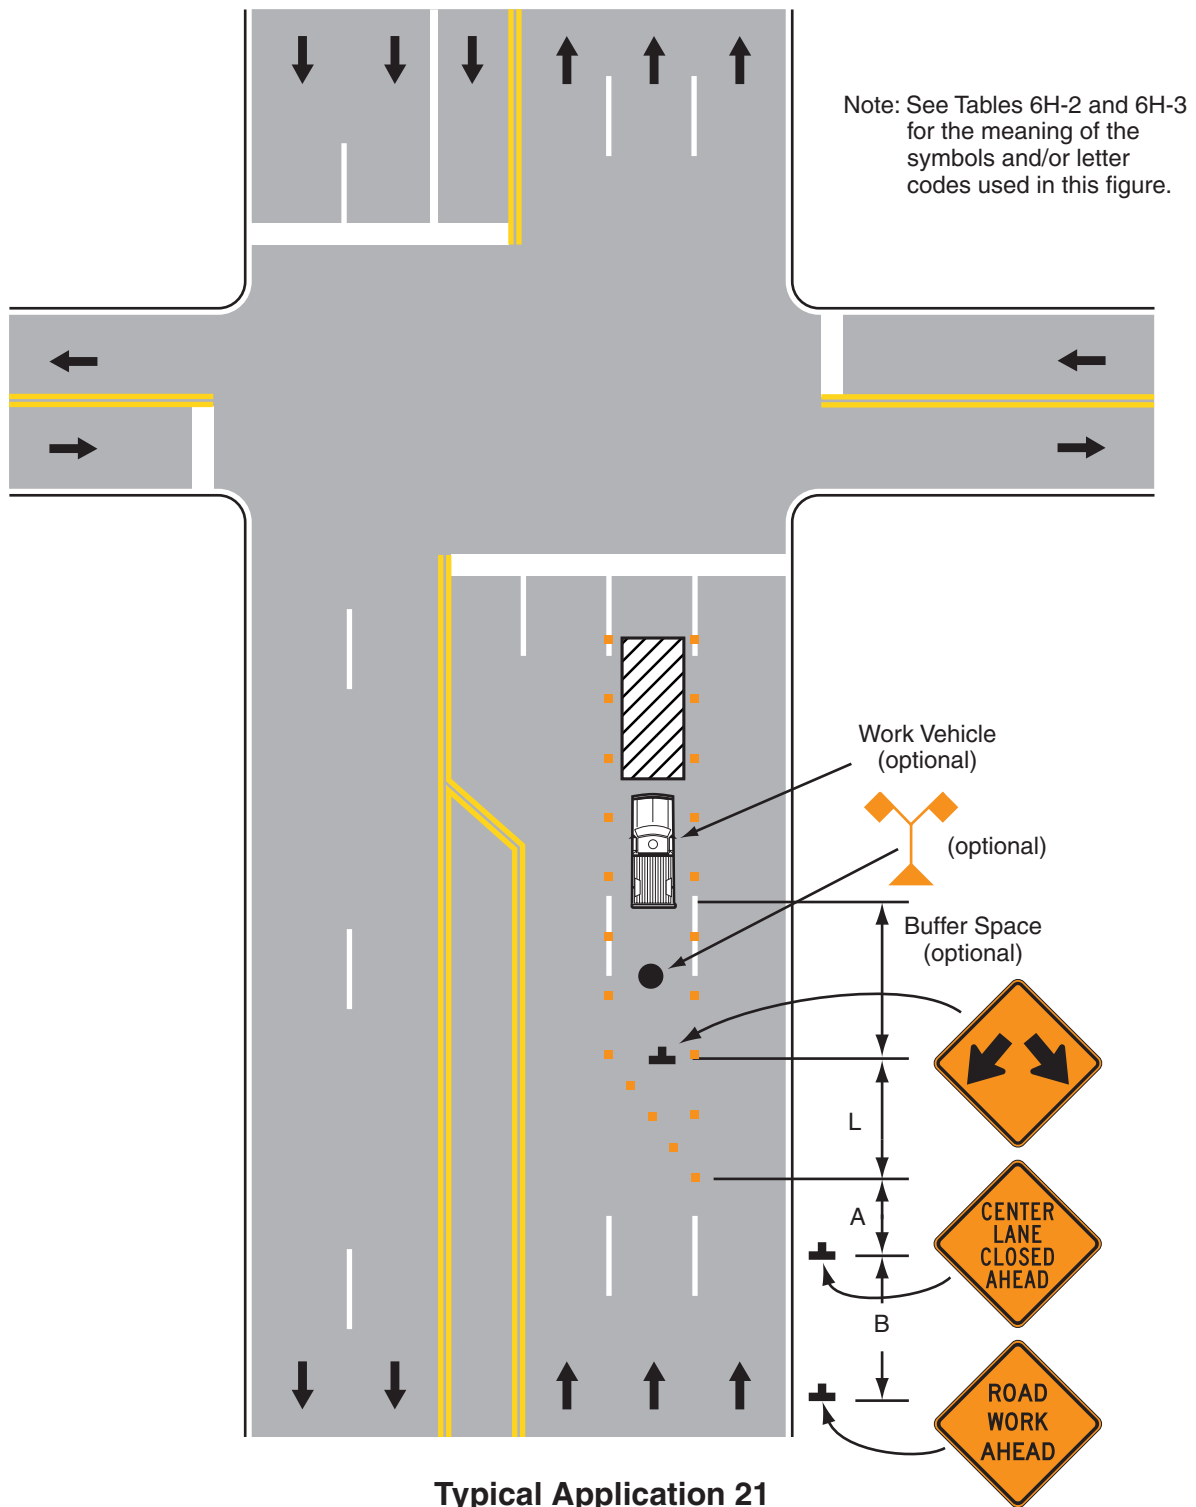 Note: See Tables 6H-2 and 6H-3
for the meaning of the
symbols and/or letter
codes used in this figure.
Work Vehicle
(optional)
(optional)
Buffer Space
(optional)
L
A
CENTER
LANE
CLOSED
AHEAD
B
ROAD
WORK
AHEAD
Typical Application 21